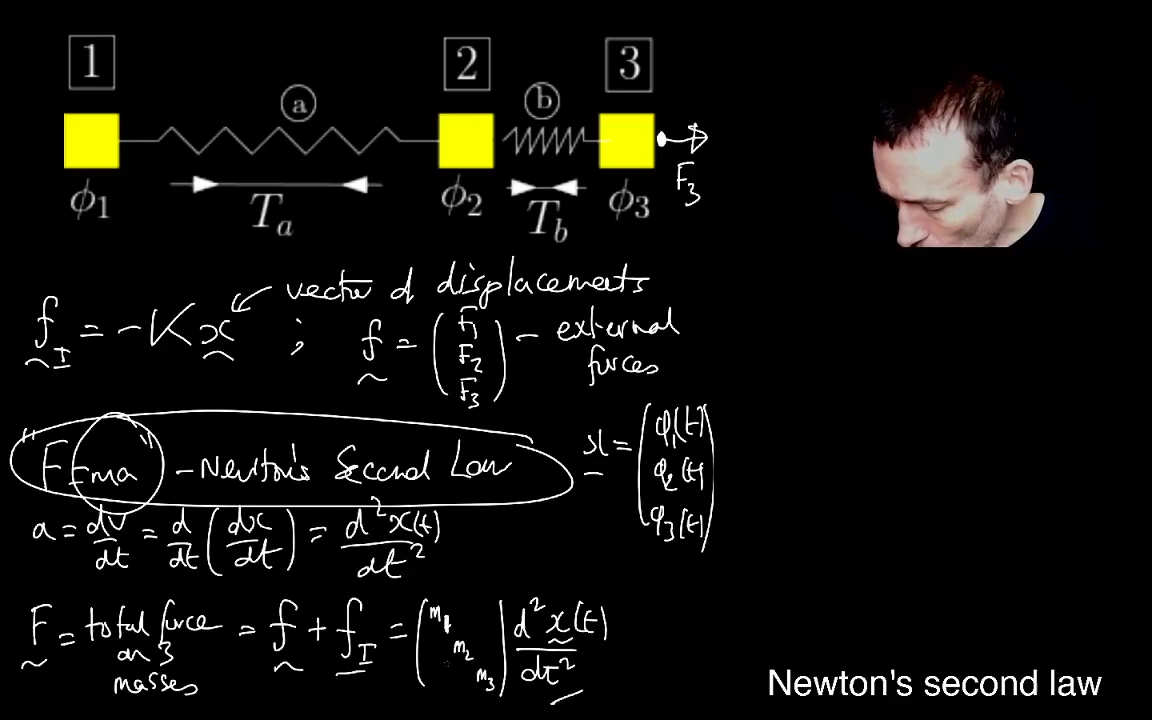 1 2 3
a b
ϕ1 Ta ϕ2 Tb ϕ3 F3
f_I = -Kx ; vector of displacements
f = (F1 F2 F3) - external forces
"F=ma" - Newton's Second Law
x = (φ1(t) φ2(t) φ3(t))
a = dv/dt = d/dt (dx/dt) = d²x(t)/dt²
F = total force on 3 masses = f + f_I = (m1 m2 m3) d²x(t)/dt²
Newton's second law